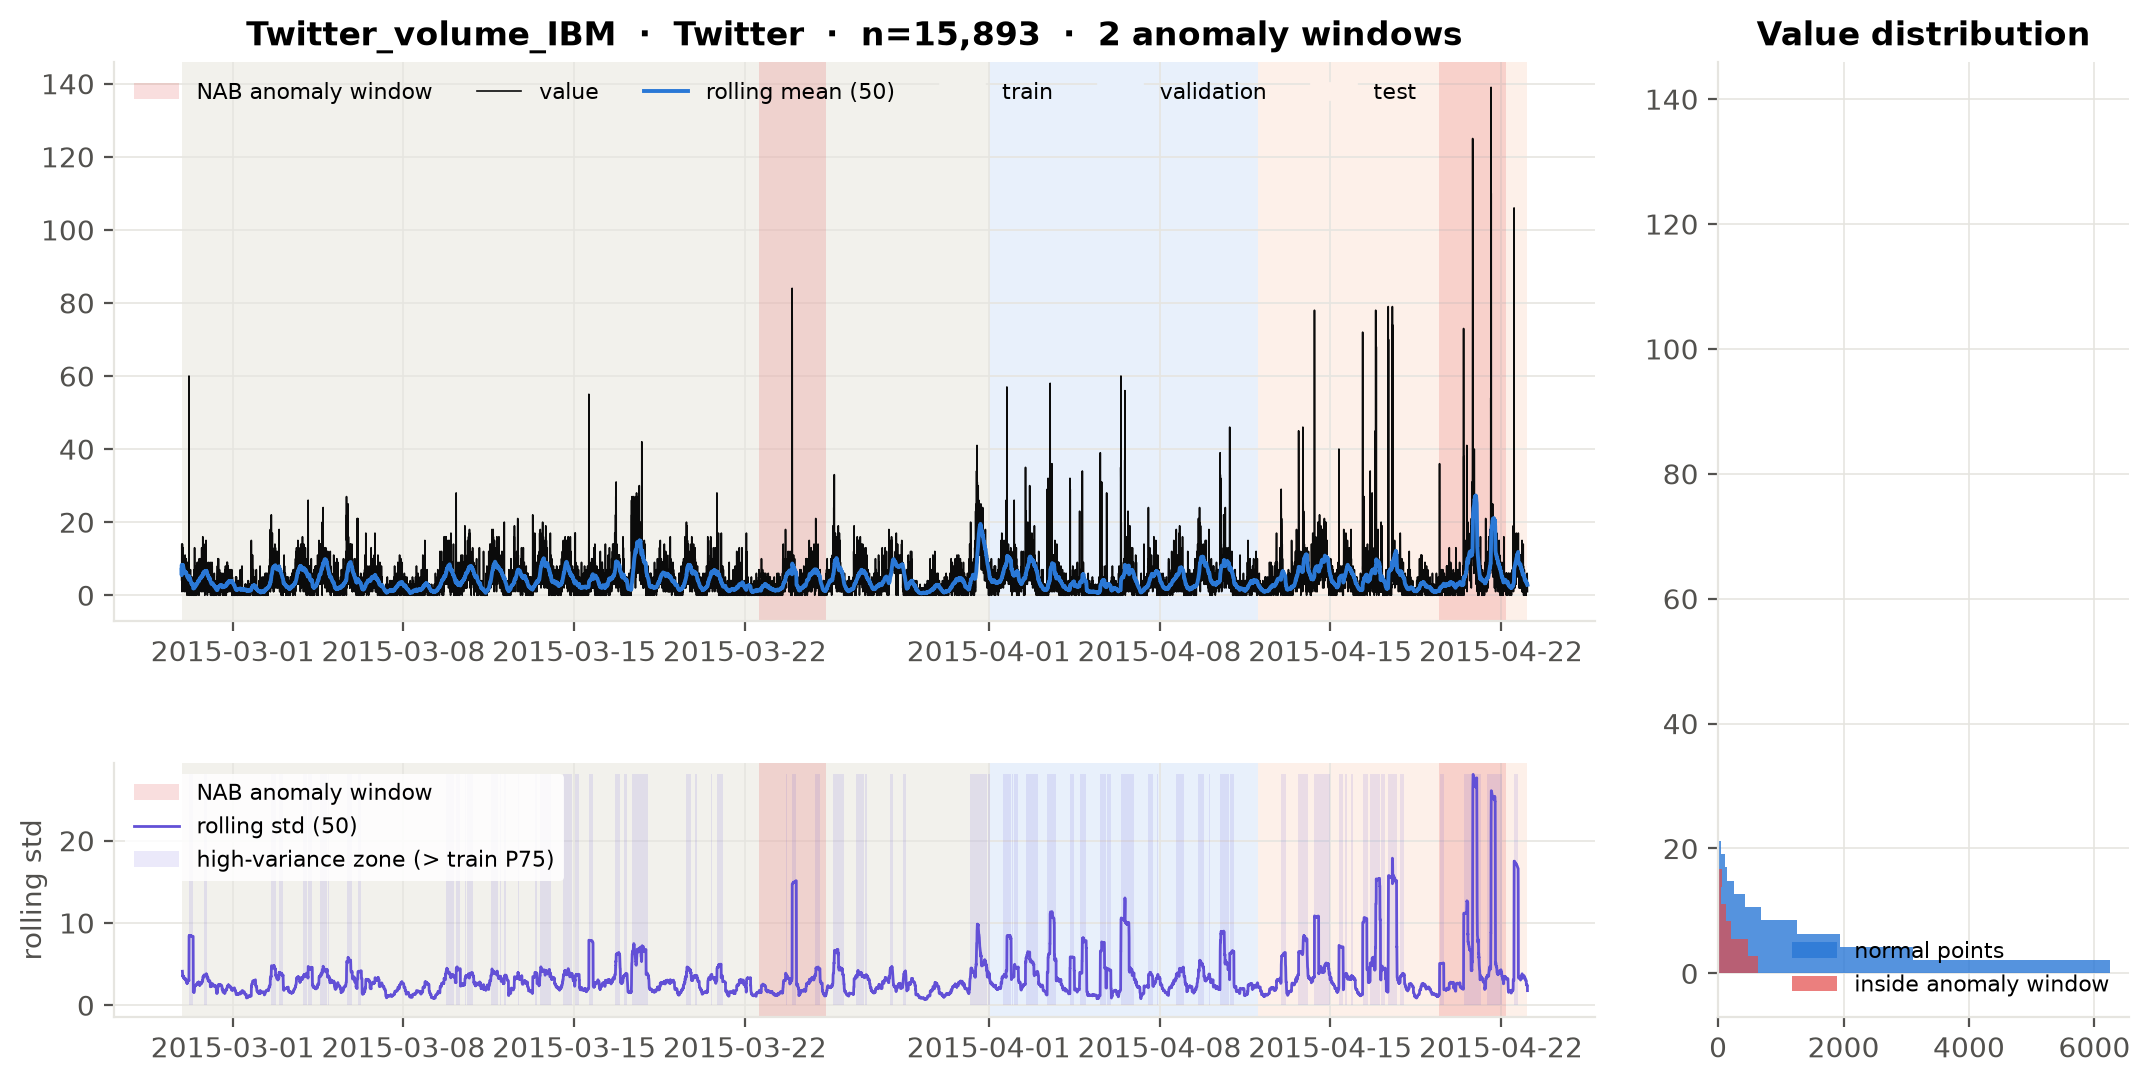 Twitter_volume_IBM · Twitter · n=15,893 · 2 anomaly windows
NAB anomaly window
value
rolling mean (50)
train
validation
test
140
120
100
80
60
40
20
0
2015-03-01
2015-03-08
2015-03-15
2015-03-22
2015-04-01
2015-04-08
2015-04-15
2015-04-22
rolling std
NAB anomaly window
rolling std (50)
high-variance zone (> train P75)
20
10
0
2015-03-01
2015-03-08
2015-03-15
2015-03-22
2015-04-01
2015-04-08
2015-04-15
2015-04-22
Value distribution
140
120
100
80
60
40
20
0
normal points
inside anomaly window
0
2000
4000
6000